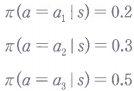 π(a = a₁ | s) = 0.2
π(a = a₂ | s) = 0.3
π(a = a₃ | s) = 0.5